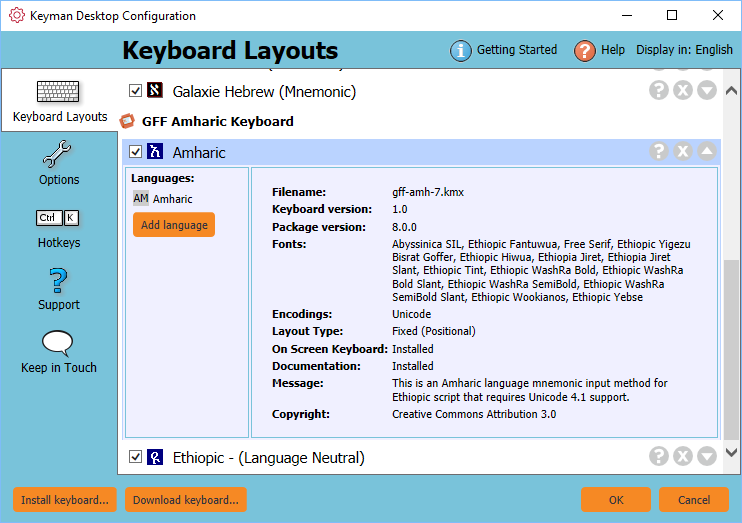 Keyman Desktop Configuration
Keyboard Layouts
Getting Started
Help
Display in: English
Keyboard Layouts
Options
Ctrl K
Hotkeys
Support
Keep in Touch
א Galaxie Hebrew (Mnemonic)
GFF Amharic Keyboard
አ Amharic
Languages:
AM Amharic
Add language
Filename: gff-amh-7.kmx
Keyboard version: 1.0
Package version: 8.0.0
Fonts: Abyssinica SIL, Ethiopic Fantuwua, Free Serif, Ethiopic Yigezu
Bisrat Goffer, Ethiopic Hiwua, Ethiopia Jiret, Ethiopia Jiret
Slant, Ethiopic Tint, Ethiopic WashRa Bold, Ethiopic WashRa
Bold Slant, Ethiopic WashRa SemiBold, Ethiopic WashRa
SemiBold Slant, Ethiopic Wookianos, Ethiopic Yebse
Encodings: Unicode
Layout Type: Fixed (Positional)
On Screen Keyboard: Installed
Documentation: Installed
Message: This is an Amharic language mnemonic input method for
Ethiopic script that requires Unicode 4.1 support.
Copyright: Creative Commons Attribution 3.0
Ethiopic - (Language Neutral)
Install keyboard...
Download keyboard...
OK
Cancel